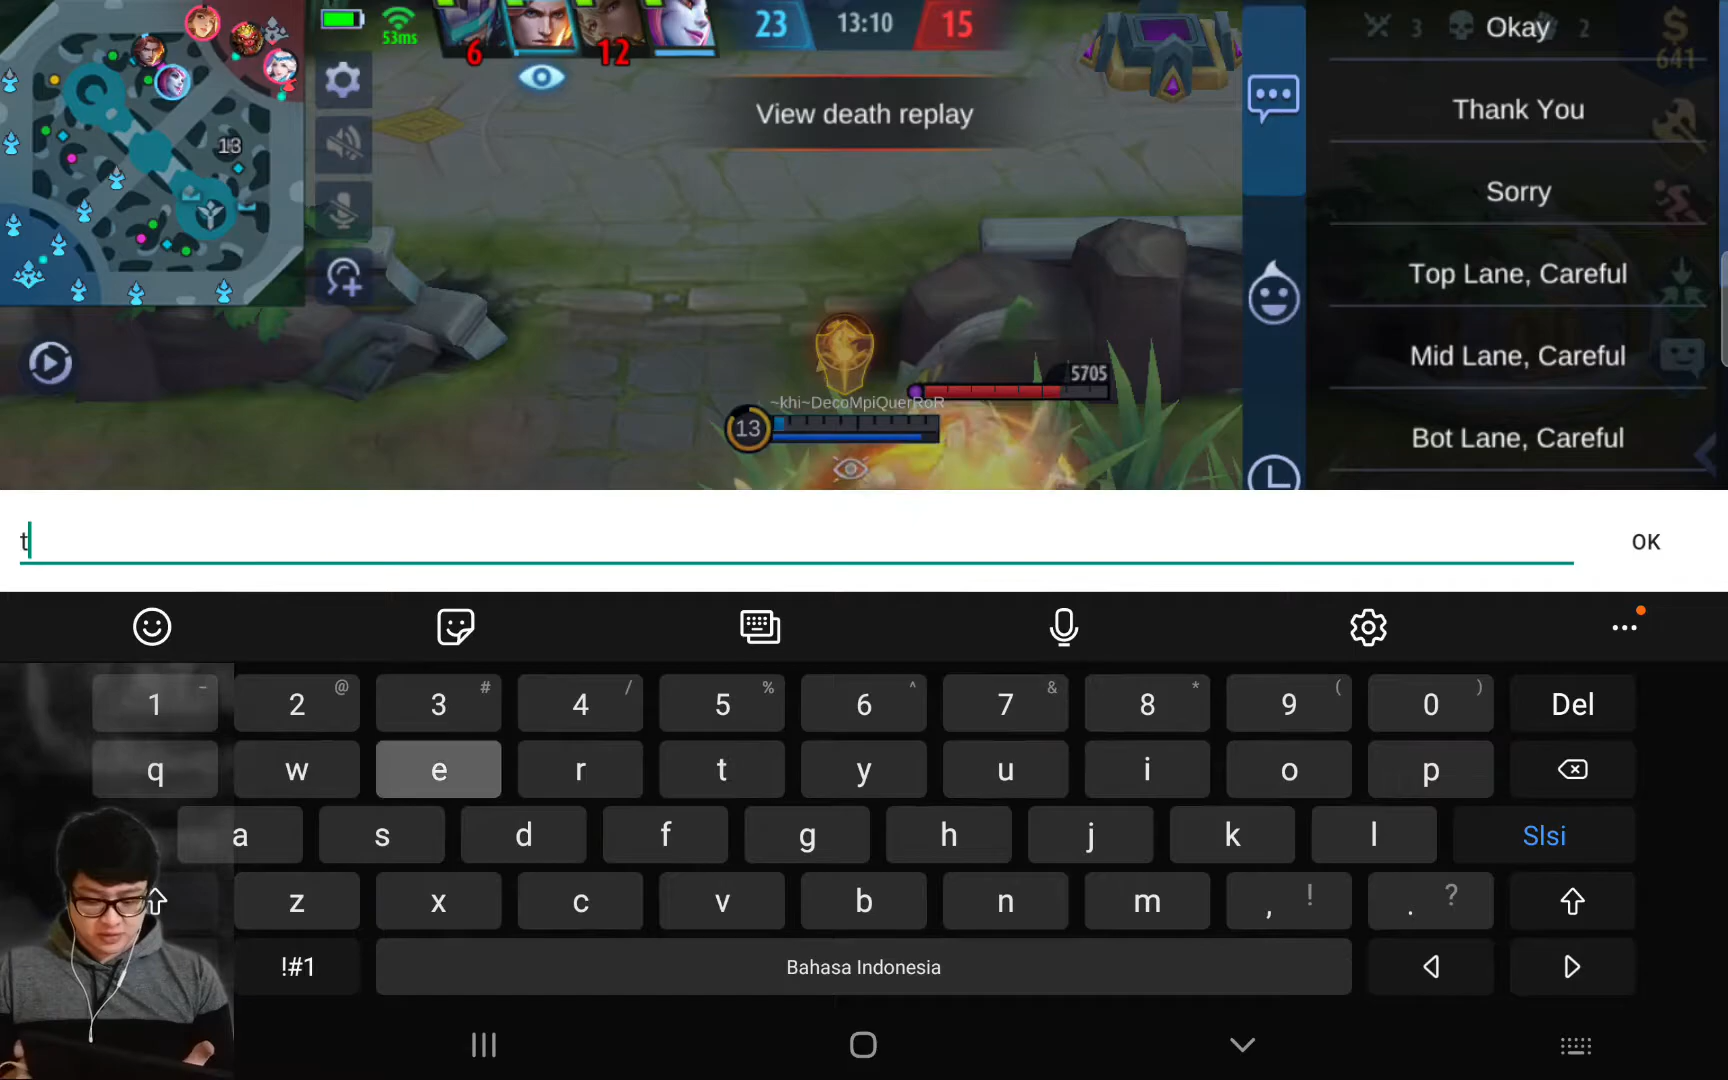 53ms
6
12
23
13:10
15
3
Okay
2
641
View death replay
Thank You
Sorry
Top Lane, Careful
Mid Lane, Careful
Bot Lane, Careful
13
5705
~khi~DecoMpiQuerRoR
13
t
OK
1 - 2 @ 3 # 4 / 5 % 6 ^ 7 & 8 * 9 ( 0 ) Del
q w e r t y u i o p
a s d f g h j k l Slsi
z x c v b n m , ! . ?
!#1 Bahasa Indonesia